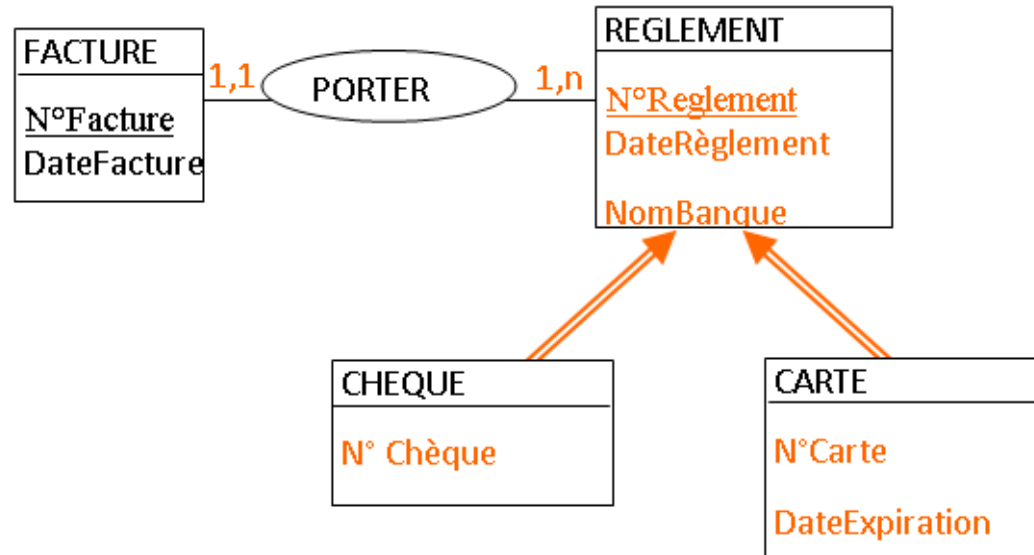 FACTURE
N°Facture
DateFacture
1,1
PORTER
1,n
REGLEMENT
N°Reglement
DateRèglement
NomBanque
CHEQUE
N° Chèque
CARTE
N°Carte
DateExpiration